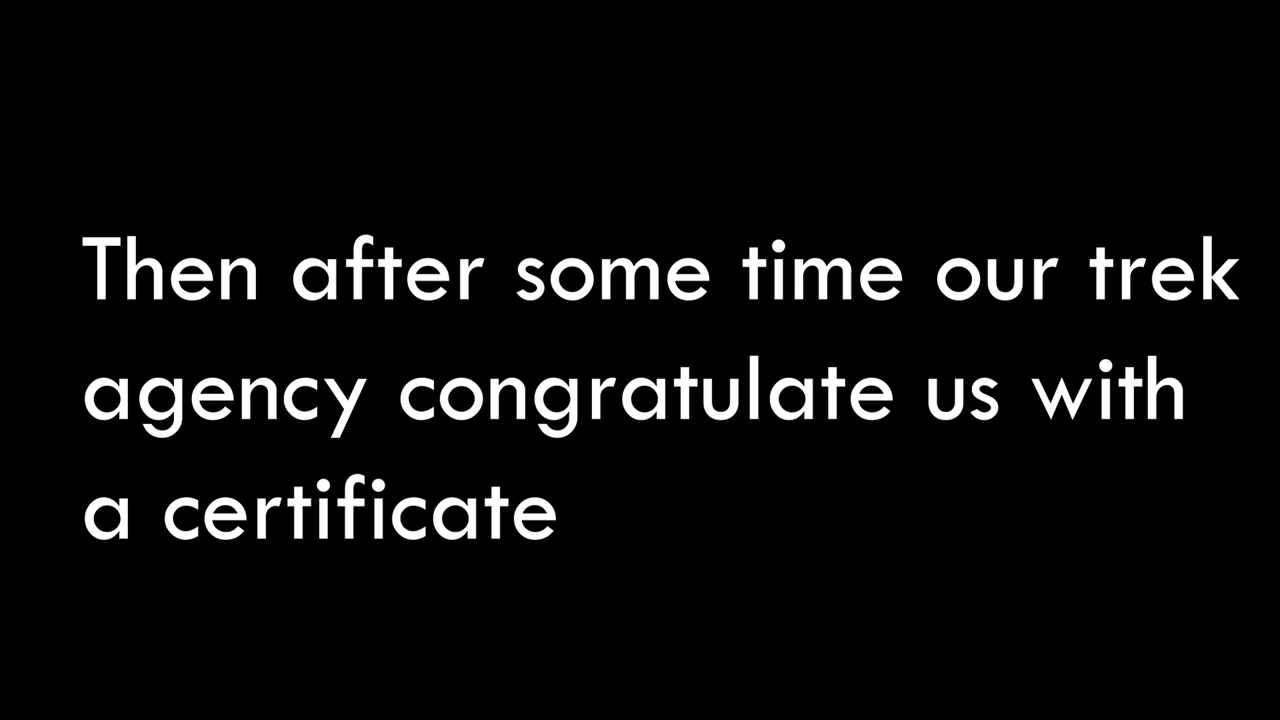 Then after some time our trek
agency congratulate us with
a certificate